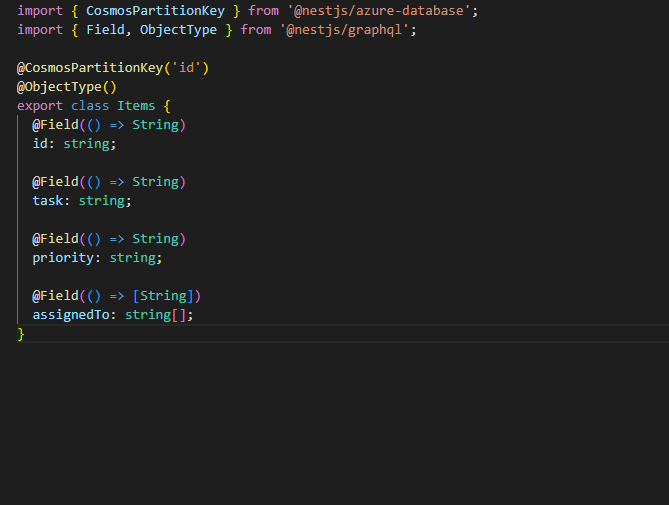 import { CosmosPartitionKey } from '@nestjs/azure-database';
import { Field, ObjectType } from '@nestjs/graphql';

@CosmosPartitionKey('id')
@ObjectType()
export class Items {
  @Field(() => String)
  id: string;

  @Field(() => String)
  task: string;

  @Field(() => String)
  priority: string;

  @Field(() => [String])
  assignedTo: string[];
}